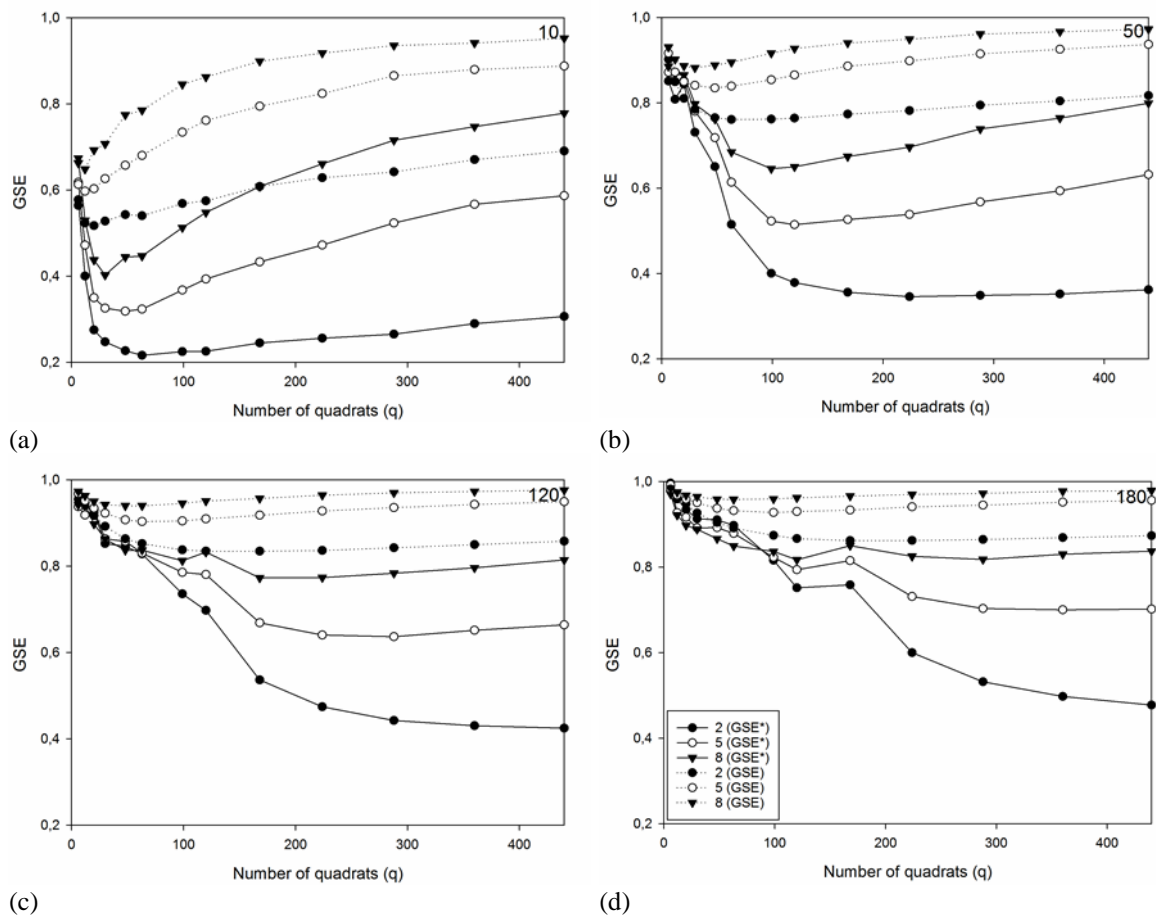 1,0
10
0,8
0,6
GSE
0,4
0,2
0 100 200 300 400
Number of quadrats (q)
(a)
1,0
50
0,8
0,6
GSE
0,4
0,2
0 100 200 300 400
Number of quadrats (q)
(b)
1,0
120
0,8
0,6
GSE
0,4
0,2
0 100 200 300 400
Number of quadrats (q)
(c)
1,0
180
0,8
0,6
GSE
0,4
0,2
2 (GSE*)
5 (GSE*)
8 (GSE*)
2 (GSE)
5 (GSE)
8 (GSE)
0 100 200 300 400
Number of quadrats (q)
(d)